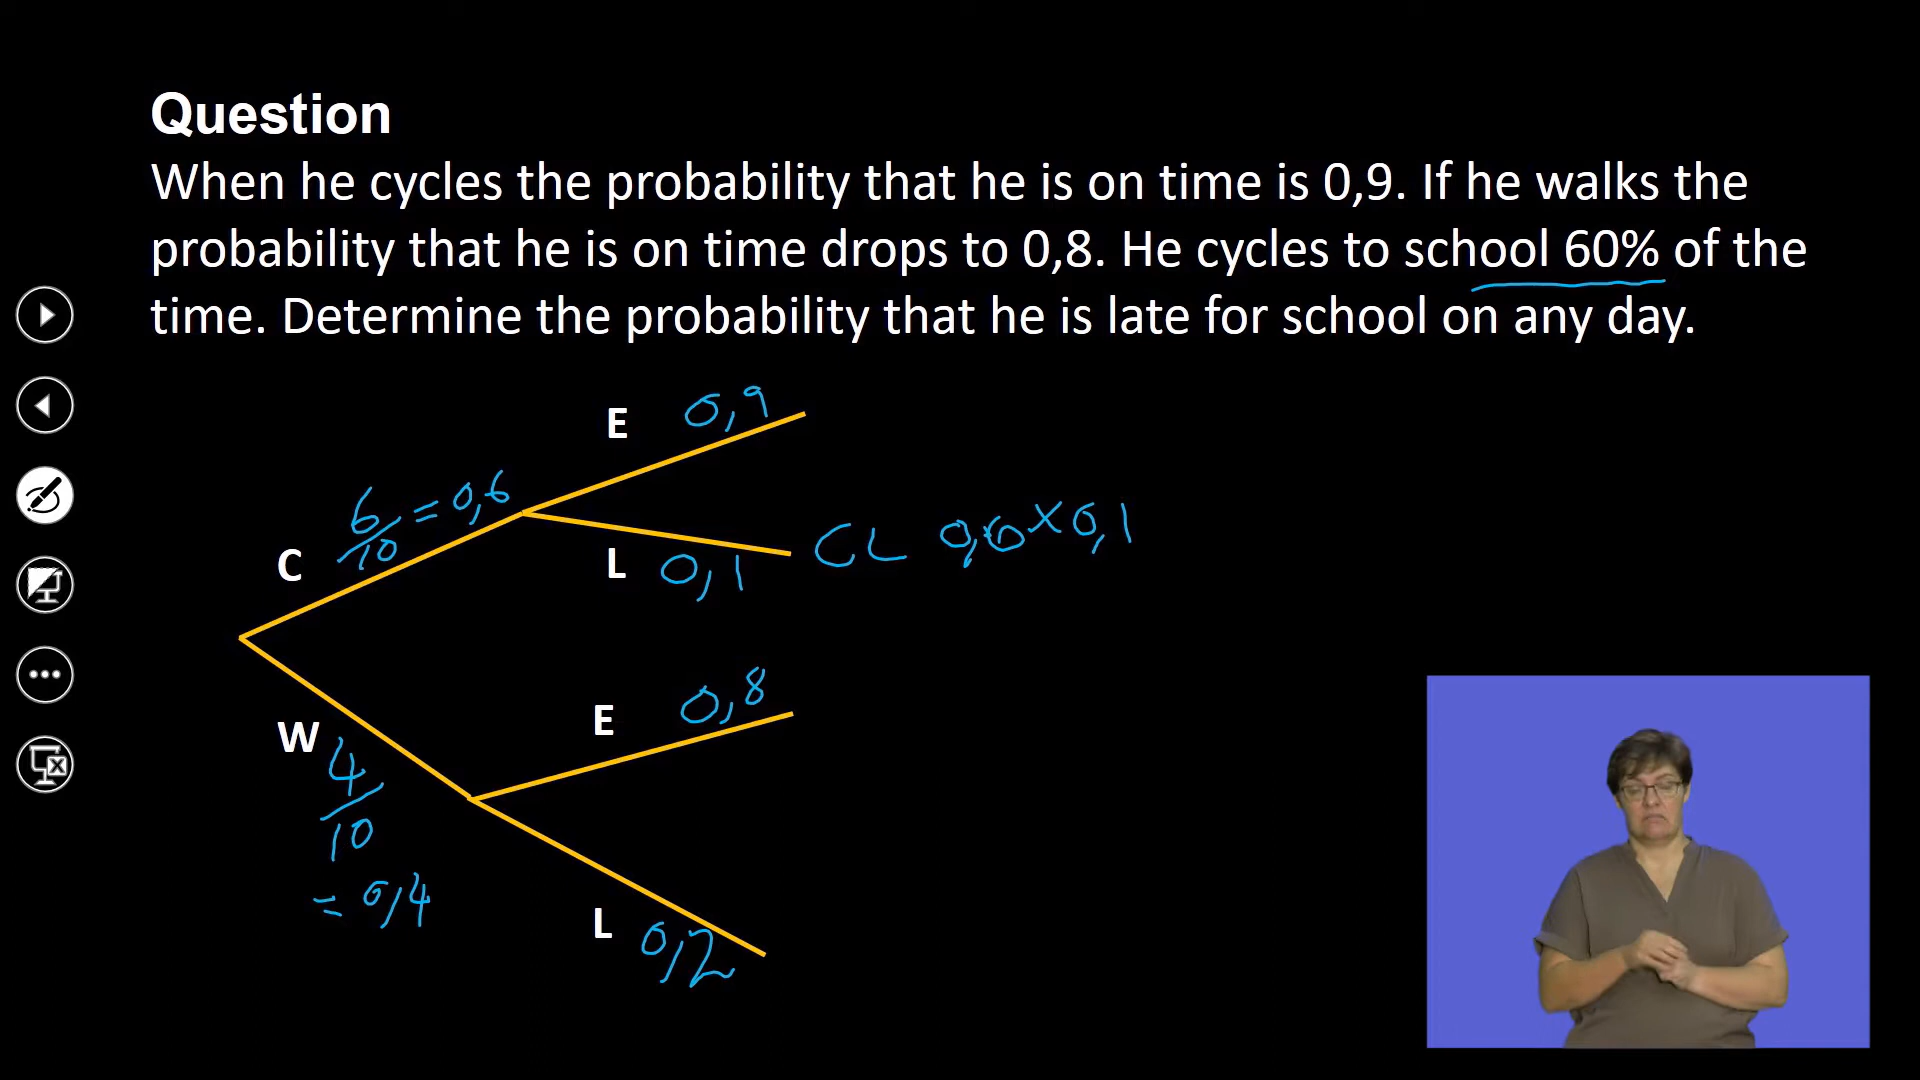 Question
When he cycles the probability that he is on time is 0,9. If he walks the
probability that he is on time drops to 0,8. He cycles to school 60% of the
time. Determine the probability that he is late for school on any day.
E 0,9
C 6/10 = 0,6
L 0,1 CL 0,6 × 0,1
E 0,8
W 4/10
= 0,4
L 0,2